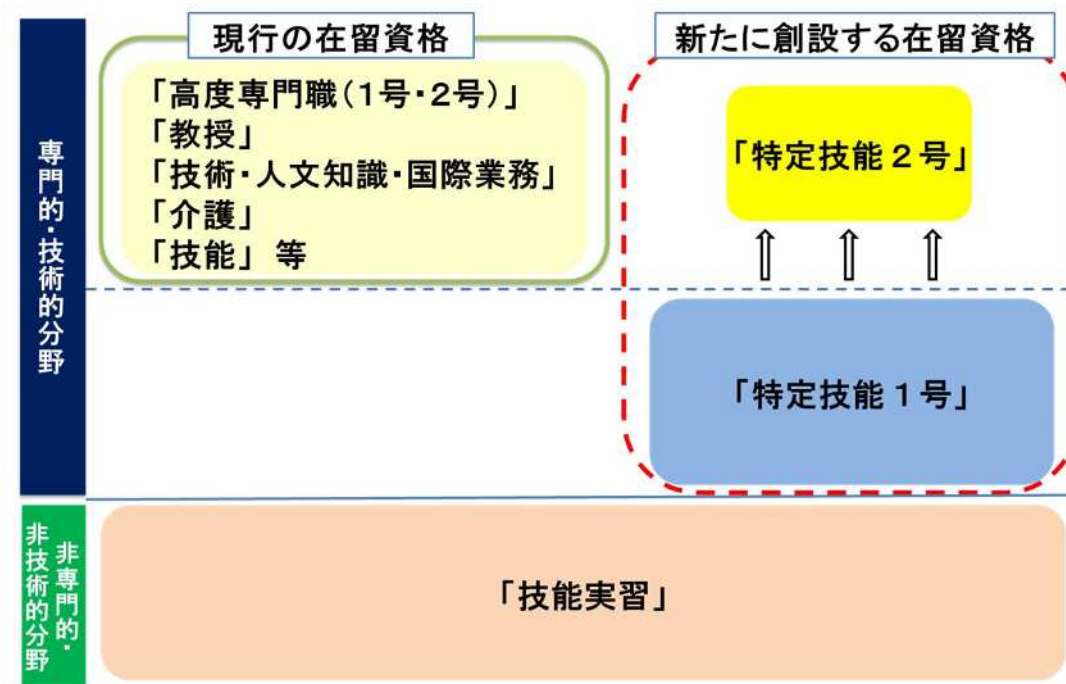 現行の在留資格
新たに創設する在留資格
専門的・技術的分野
「高度専門職(1号・2号)」
「教授」
「技術・人文知識・国際業務」
「介護」
「技能」 等
「特定技能2号」
「特定技能1号」
非専門的・
非技術的分野
「技能実習」